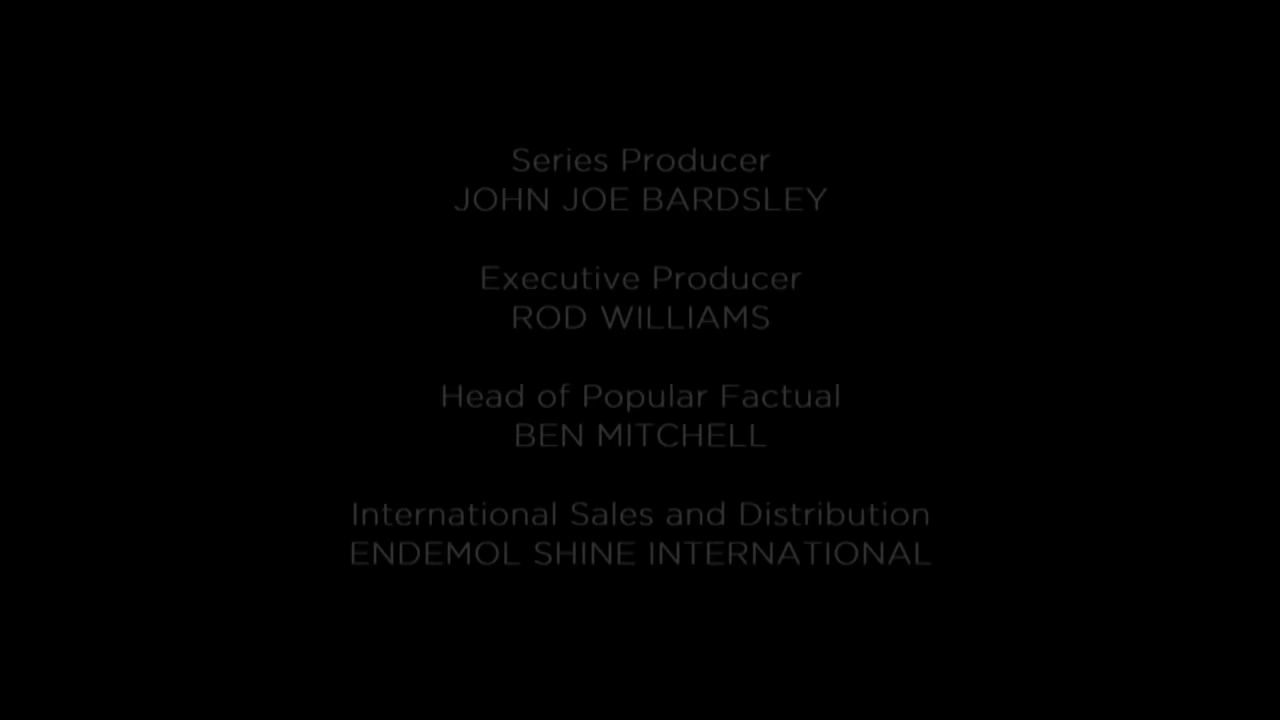 Series Producer
JOHN JOE BARDSLEY
Executive Producer
ROD WILLIAMS
Head of Popular Factual
BEN MITCHELL
International Sales and Distribution
ENDEMOL SHINE INTERNATIONAL